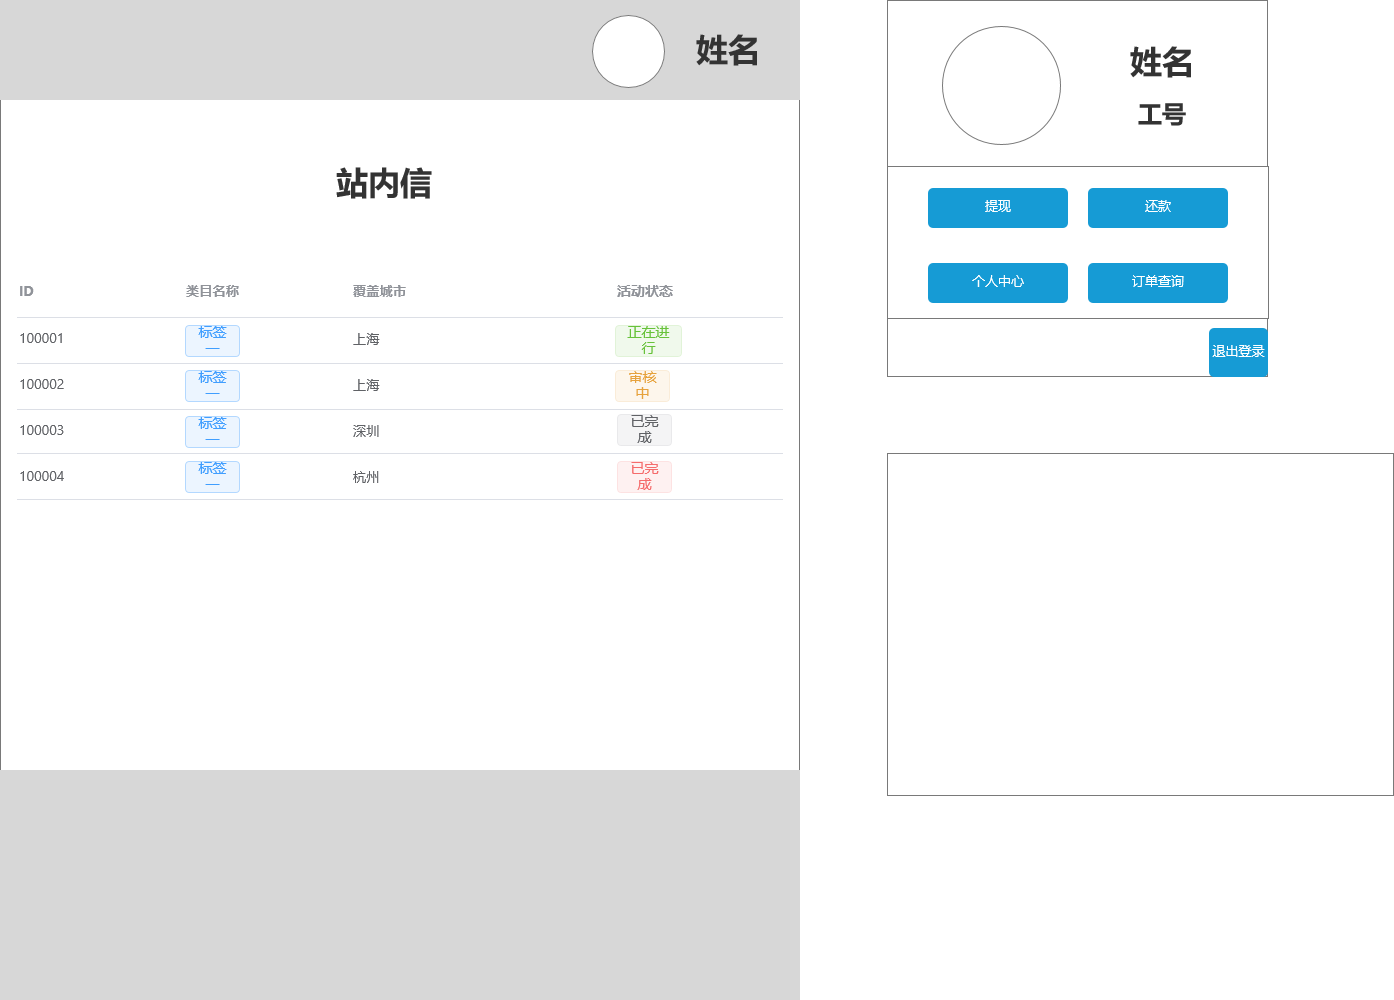 姓名
站内信
ID 类目名称 覆盖城市 活动状态
100001 标签一 上海 正在进行
100002 标签一 上海 审核中
100003 标签一 深圳 已完成
100004 标签一 杭州 已完成
姓名
工号
提现 还款
个人中心 订单查询
退出登录